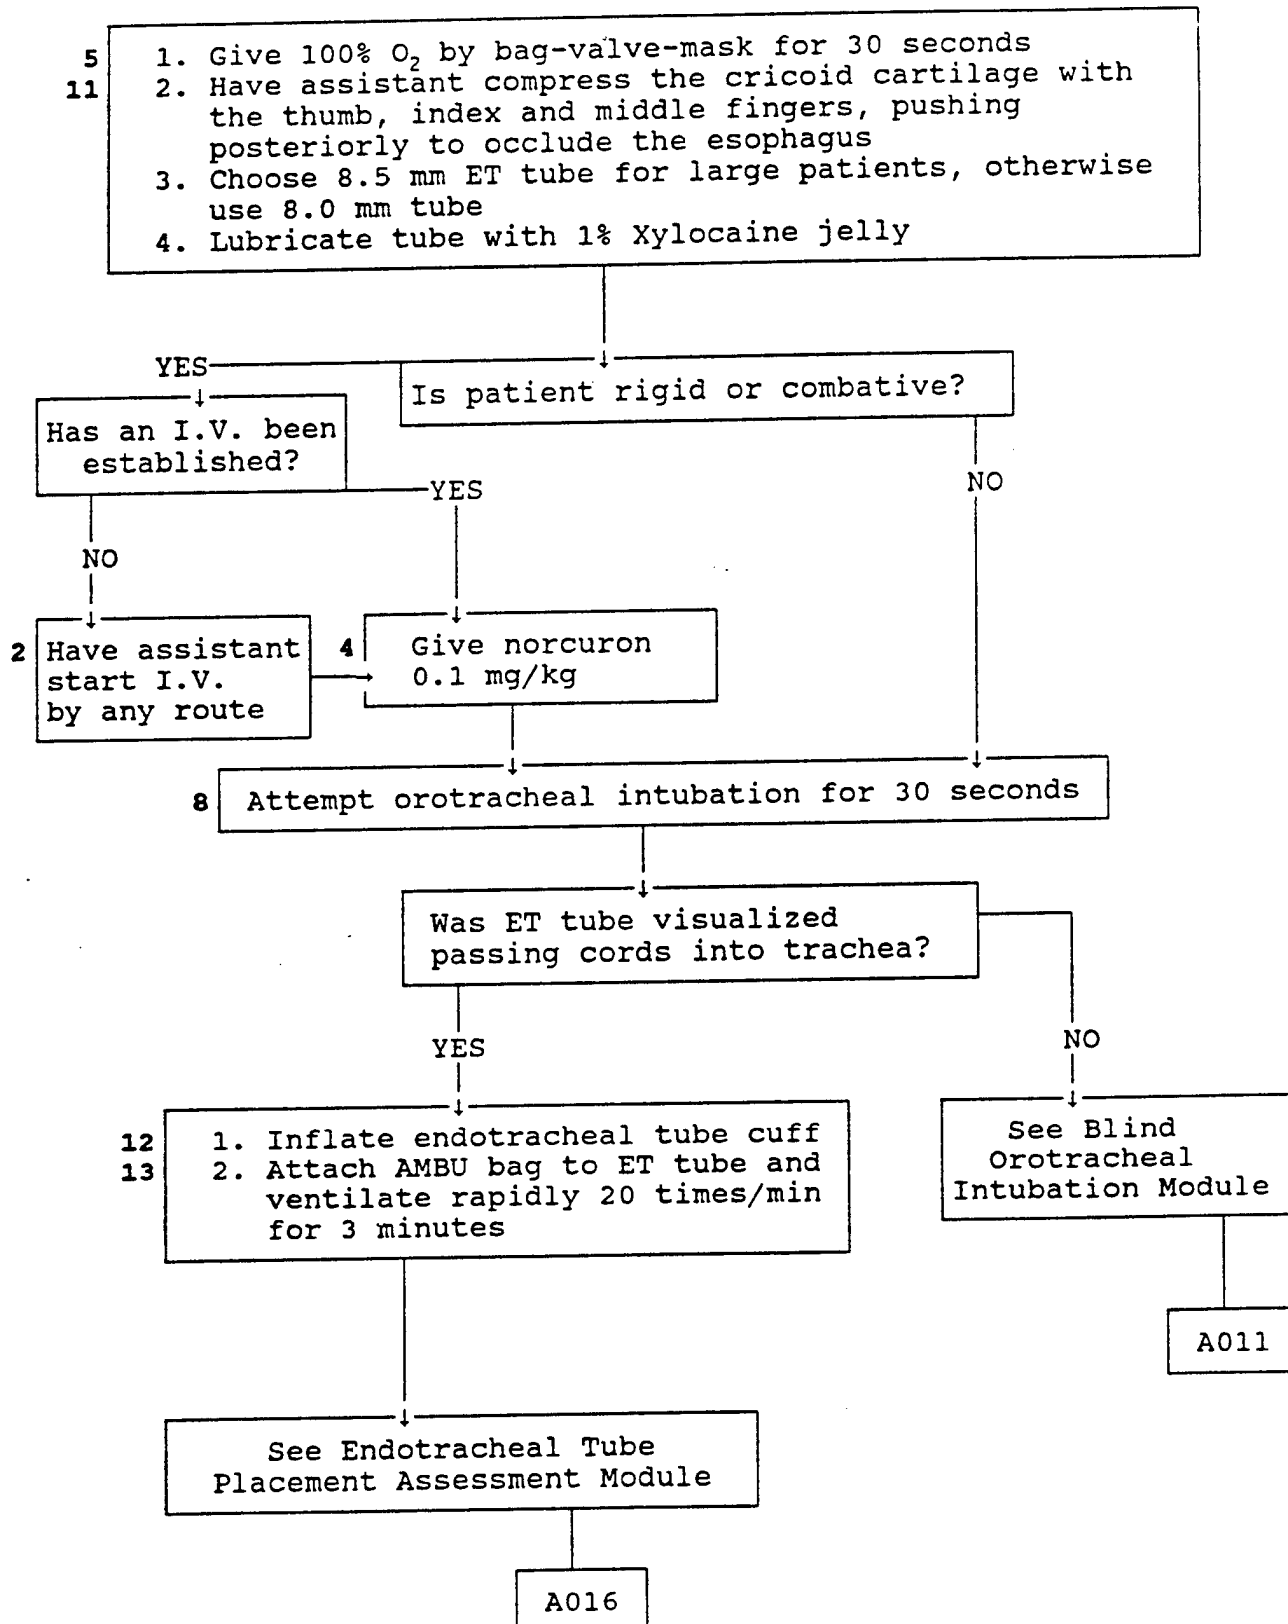 5 1. Give 100% O₂ by bag-valve-mask for 30 seconds
11 2. Have assistant compress the cricoid cartilage with
the thumb, index and middle fingers, pushing
posteriorly to occlude the esophagus
3. Choose 8.5 mm ET tube for large patients, otherwise
use 8.0 mm tube
4. Lubricate tube with 1% Xylocaine jelly
YES
Is patient rigid or combative?
Has an I.V. been
established?
YES
NO
NO
2 Have assistant
start I.V.
by any route
4 Give norcuron
0.1 mg/kg
8 Attempt orotracheal intubation for 30 seconds
Was ET tube visualized
passing cords into trachea?
YES
NO
12 1. Inflate endotracheal tube cuff
13 2. Attach AMBU bag to ET tube and
ventilate rapidly 20 times/min
for 3 minutes
See Blind
Orotracheal
Intubation Module
A011
See Endotracheal Tube
Placement Assessment Module
A016